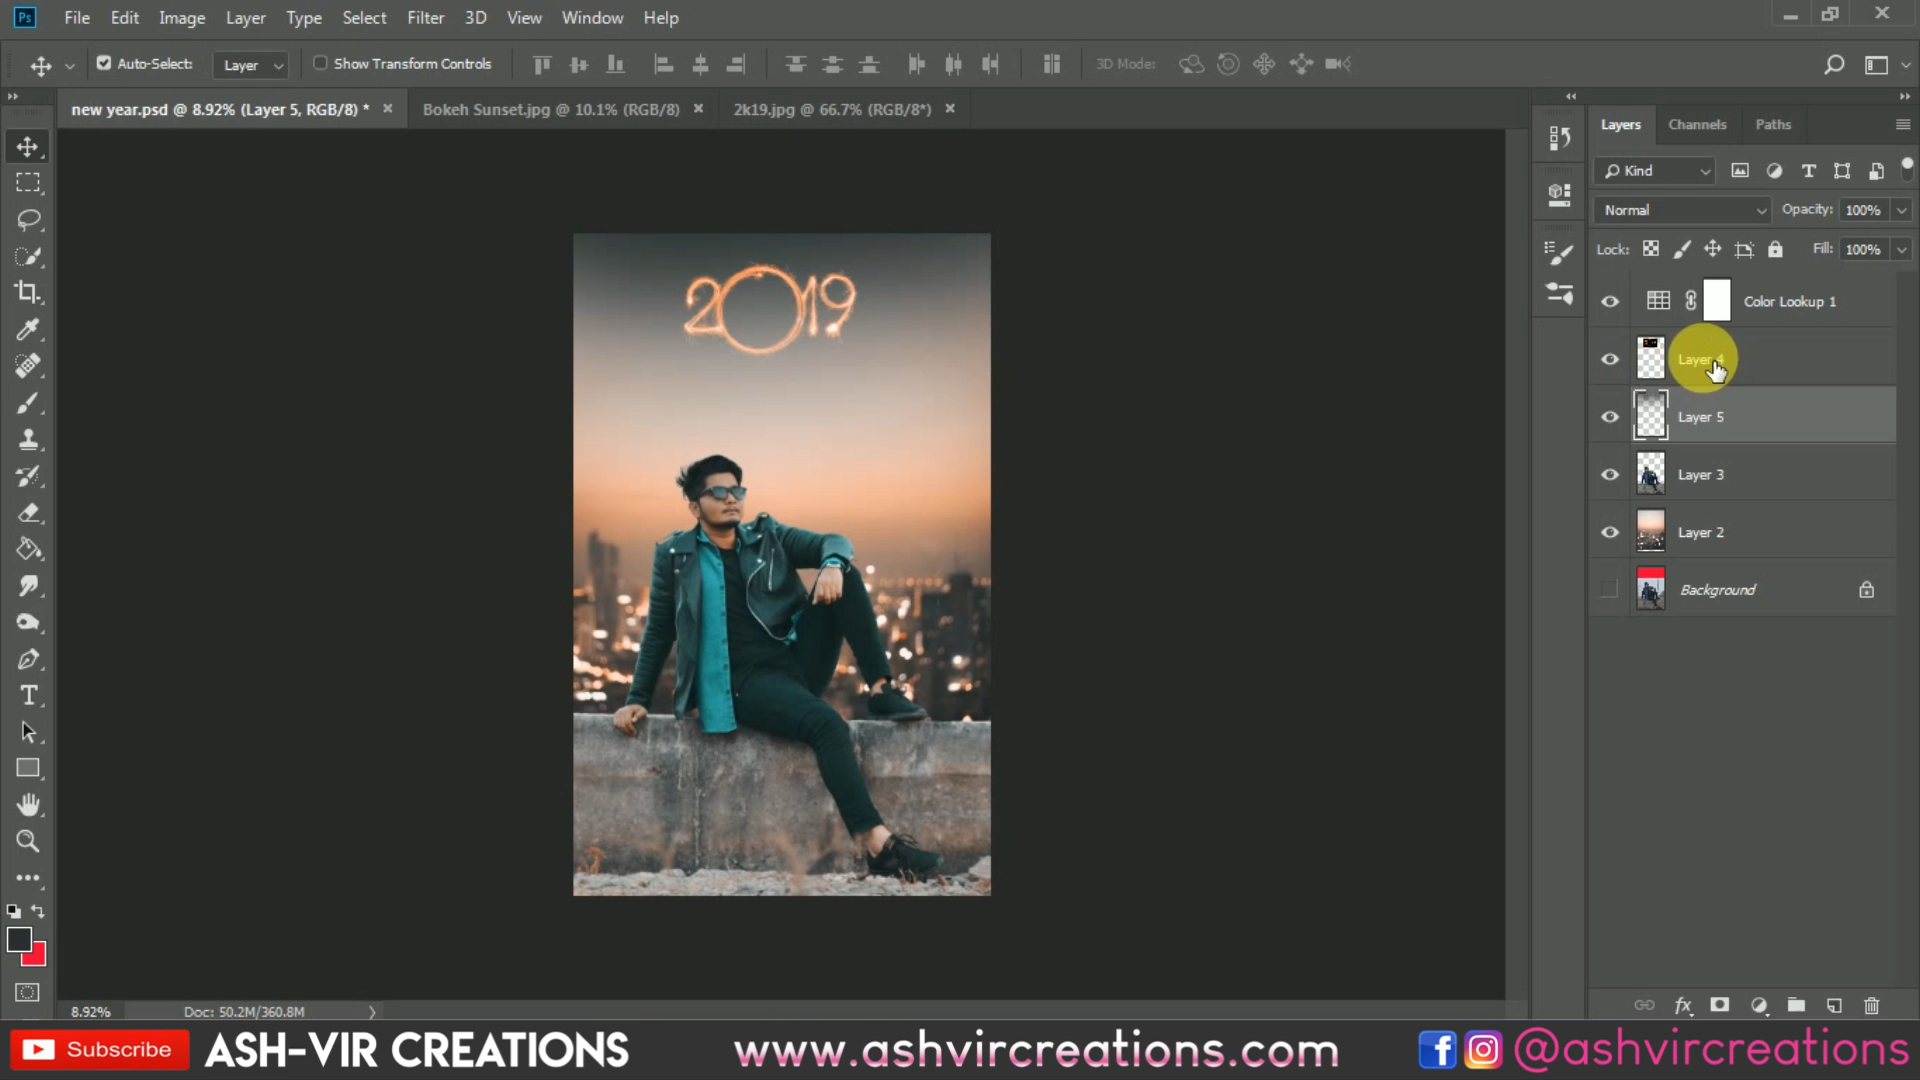 Ps File Edit Image Layer Type Select Filter 3D View Window Help
Auto-Select: Layer Show Transform Controls 3D Mode:
new year.psd @ 8.92% (Layer 5, RGB/8) * Bokeh Sunset.jpg @ 10.1% (RGB/8) 2k19.jpg @ 66.7% (RGB/8*)
Layers Channels Paths
Kind
Normal Opacity: 100%
Lock: Fill: 100%
Color Lookup 1
Layer 4
Layer 5
Layer 3
Layer 2
Background
2019
8.92% Doc: 50.2M/360.8M
Subscribe ASH-VIR CREATIONS www.ashvircreations.com @ashvircreations